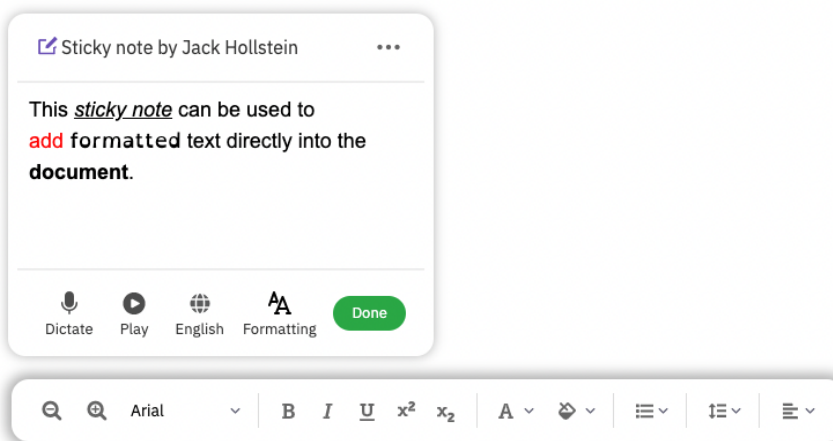 Sticky note by Jack Hollstein
This sticky note can be used to
add formatted text directly into the
document.
Dictate Play English Formatting Done
Arial B I U x² x₂ A